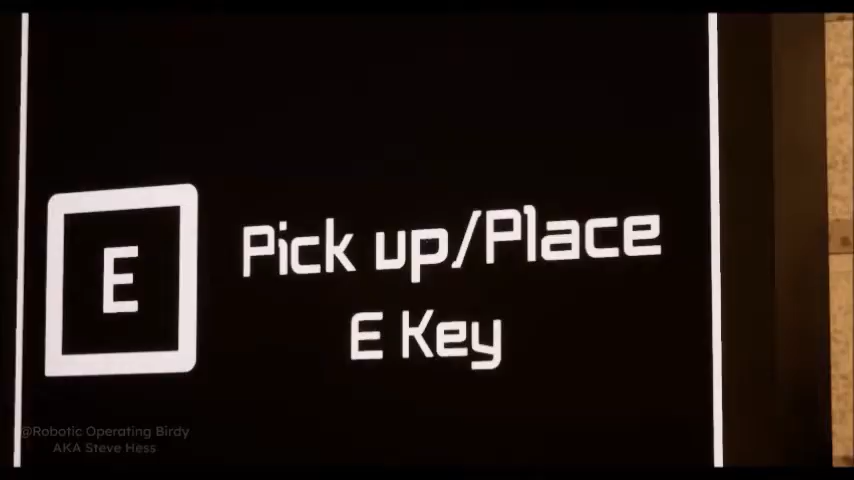 E
Pick up/Place
E Key
@Robotic Operating Birdy
AKA Steve Hess